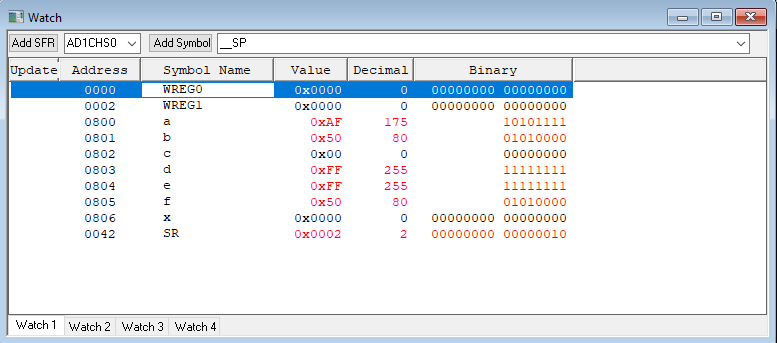 Watch
Add SFR AD1CHS0 Add Symbol __SP
Update Address Symbol Name Value Decimal Binary
0000 WREG0 0x0000 0 00000000 00000000
0002 WREG1 0x0000 0 00000000 00000000
0800 a 0xAF 175 10101111
0801 b 0x50 80 01010000
0802 c 0x00 0 00000000
0803 d 0xFF 255 11111111
0804 e 0xFF 255 11111111
0805 f 0x50 80 01010000
0806 x 0x0000 0 00000000 00000000
0042 SR 0x0002 2 00000000 00000010
Watch 1 Watch 2 Watch 3 Watch 4